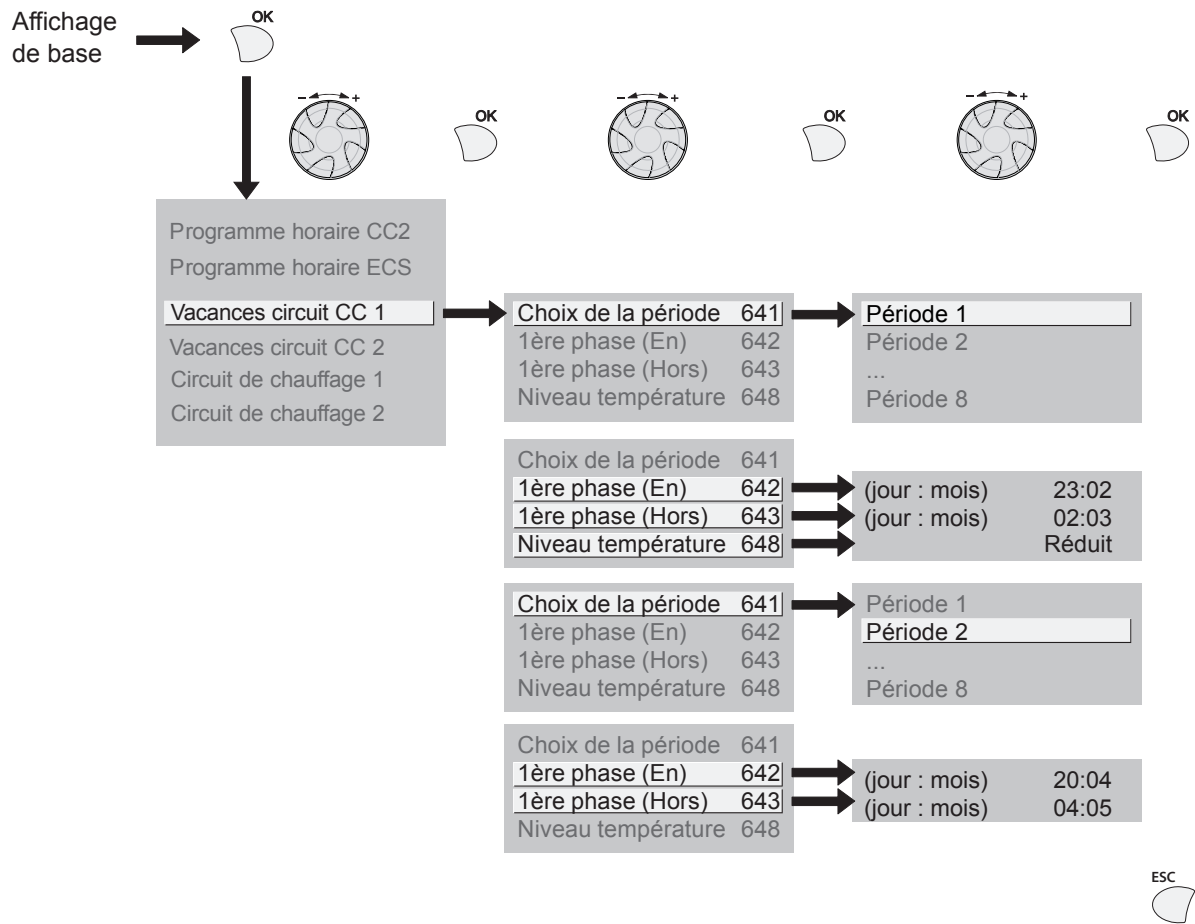 Affichage
de base
OK
- +
OK
- +
OK
- +
OK
Programme horaire CC2
Programme horaire ECS
Vacances circuit CC 1
Vacances circuit CC 2
Circuit de chauffage 1
Circuit de chauffage 2
Choix de la période 641
1ère phase (En) 642
1ère phase (Hors) 643
Niveau température 648
Période 1
Période 2
...
Période 8
Choix de la période 641
1ère phase (En) 642
1ère phase (Hors) 643
Niveau température 648
(jour : mois) 23:02
(jour : mois) 02:03
Réduit
Choix de la période 641
1ère phase (En) 642
1ère phase (Hors) 643
Niveau température 648
Période 1
Période 2
...
Période 8
Choix de la période 641
1ère phase (En) 642
1ère phase (Hors) 643
Niveau température 648
(jour : mois) 20:04
(jour : mois) 04:05
ESC